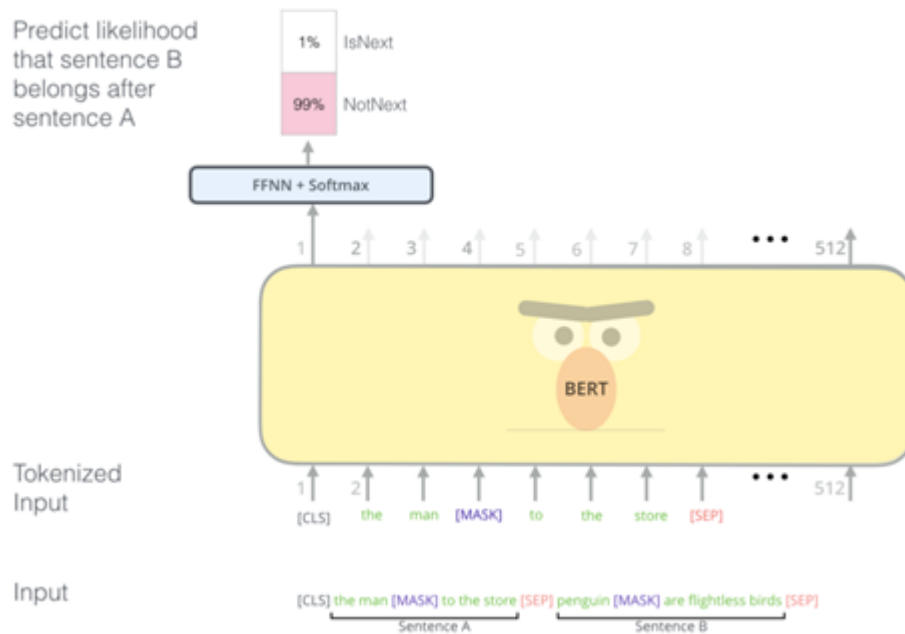 Predict likelihood
that sentence B
belongs after
sentence A
1% IsNext
99% NotNext
FFNN + Softmax
1 2 3 4 5 6 7 8 ••• 512
BERT
Tokenized
Input
1 2 ••• 512
[CLS] the man [MASK] to the store [SEP]
Input
[CLS] the man [MASK] to the store [SEP] penguin [MASK] are flightless birds [SEP]
Sentence A Sentence B